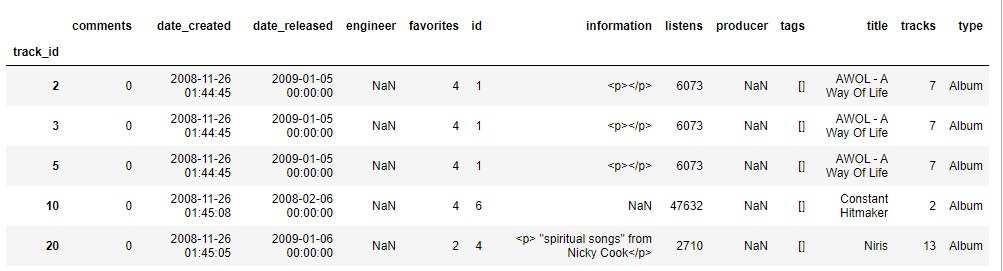 comments date_created date_released engineer favorites id information listens producer tags title tracks type
track_id
2 0 2008-11-26 01:44:45 2009-01-05 00:00:00 NaN 4 1 <p></p> 6073 NaN [] AWOL - A Way Of Life 7 Album
3 0 2008-11-26 01:44:45 2009-01-05 00:00:00 NaN 4 1 <p></p> 6073 NaN [] AWOL - A Way Of Life 7 Album
5 0 2008-11-26 01:44:45 2009-01-05 00:00:00 NaN 4 1 <p></p> 6073 NaN [] AWOL - A Way Of Life 7 Album
10 0 2008-11-26 01:45:08 2008-02-06 00:00:00 NaN 4 6 NaN 47632 NaN [] Constant Hitmaker 2 Album
20 0 2008-11-26 01:45:05 2009-01-06 00:00:00 NaN 2 4 <p> "spiritual songs" from Nicky Cook</p> 2710 NaN [] Niris 13 Album